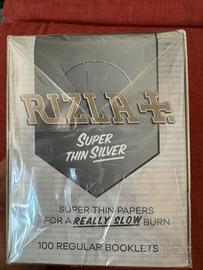 RIZLA+.
SUPER
THIN SILVER
SUPER THIN PAPERS
FOR A REALLY SLOW BURN
100 REGULAR BOOKLETS